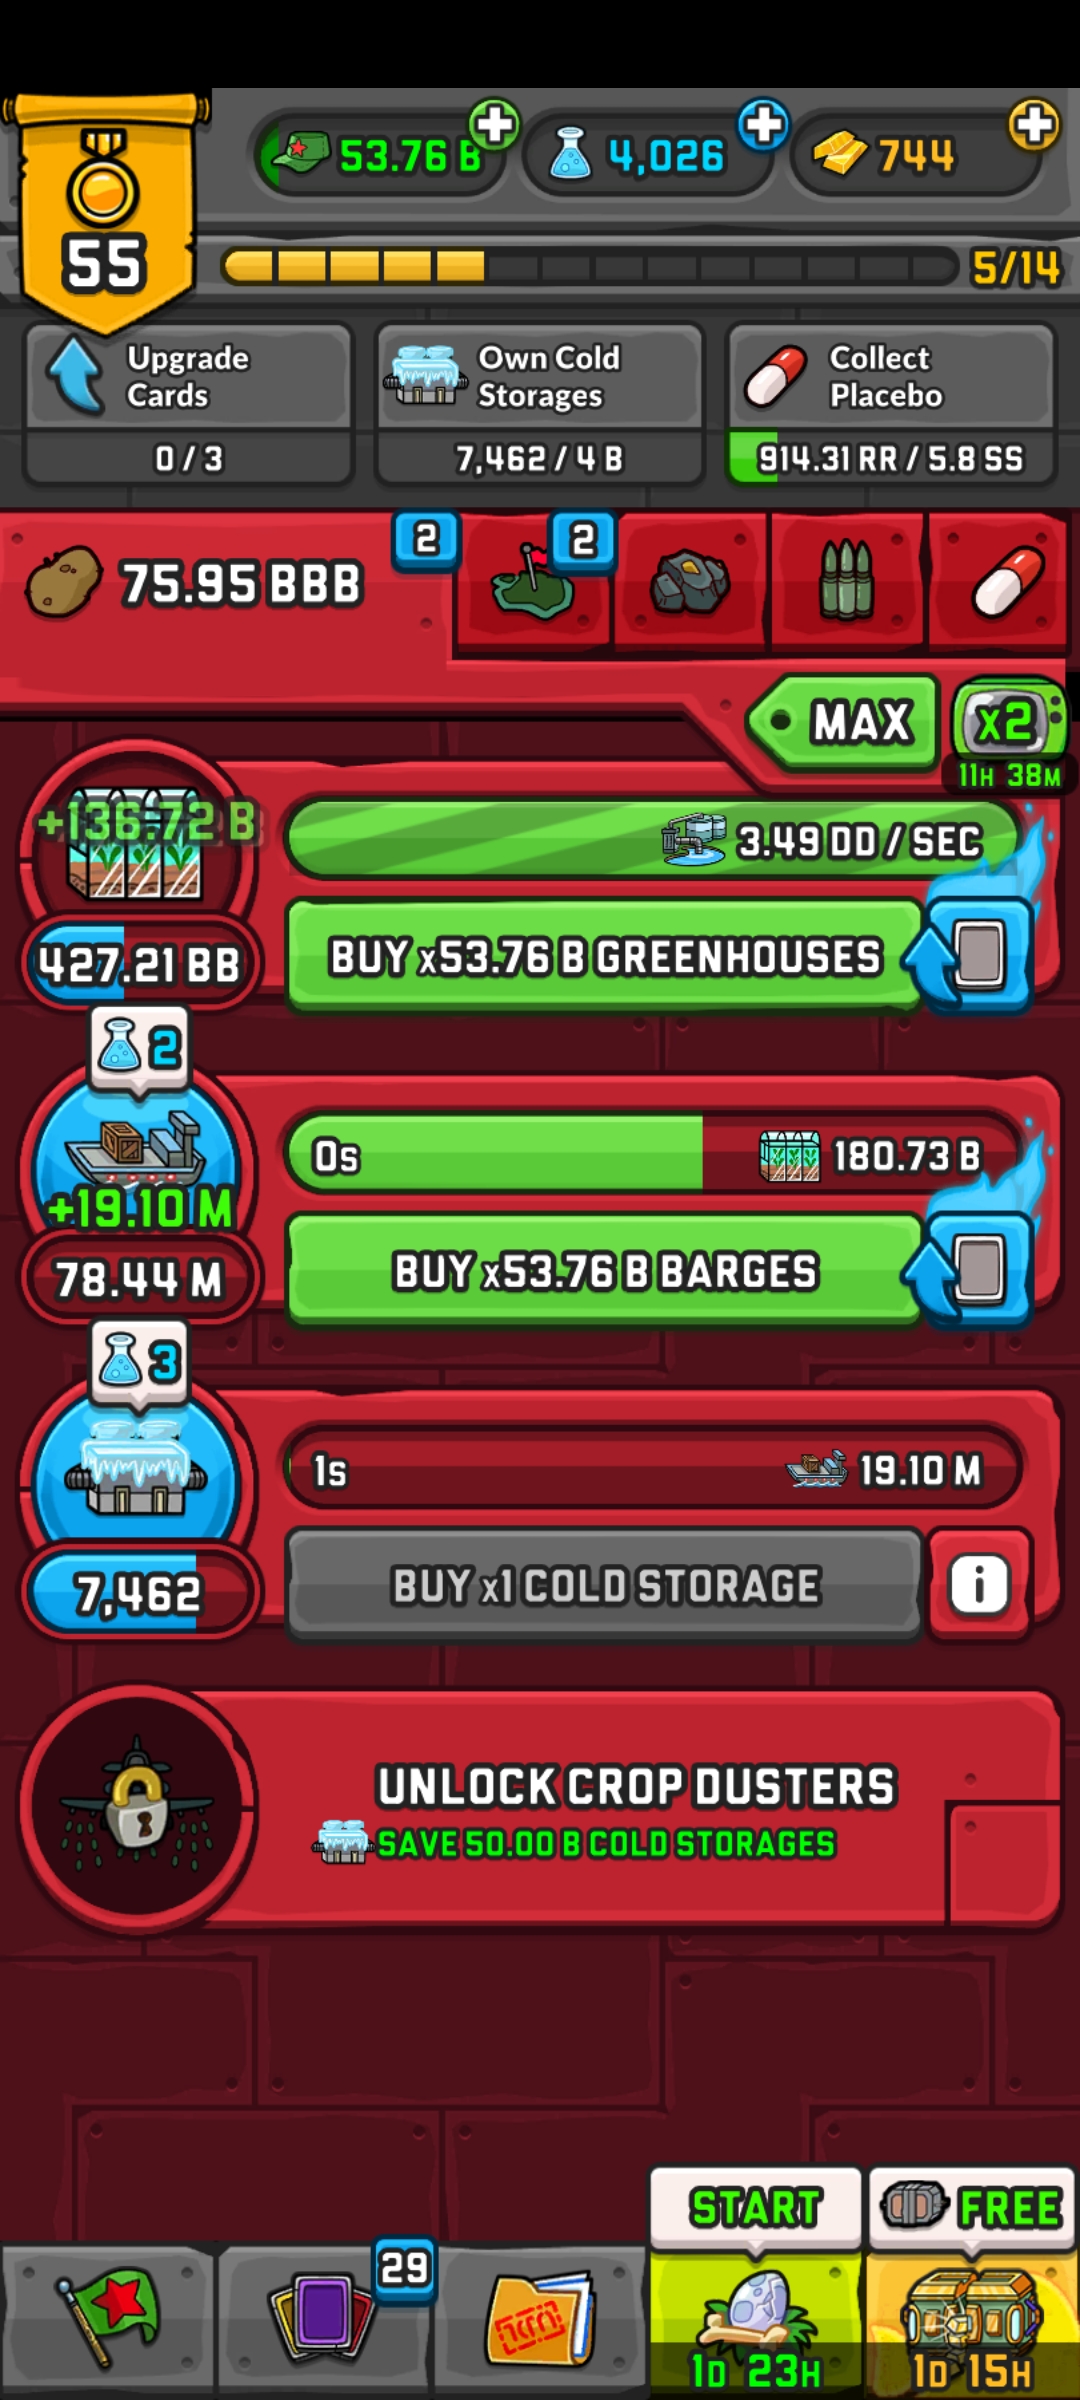 53.76 B
4,026
744
55
5/14
Upgrade
Cards
0 / 3
Own Cold
Storages
7,462 / 4 B
Collect
Placebo
914.31 RR / 5.8 SS
75.95 BBB
2
2
MAX
x2
11H 38M
+136.72 B
3.49 DD / SEC
427.21 BB
BUY x53.76 B GREENHOUSES
2
0s
180.73 B
+19.10 M
78.44 M
BUY x53.76 B BARGES
3
1s
19.10 M
7,462
BUY x1 COLD STORAGE
i
UNLOCK CROP DUSTERS
SAVE 50.00 B COLD STORAGES
START
FREE
29
1D 23H
1D 15H